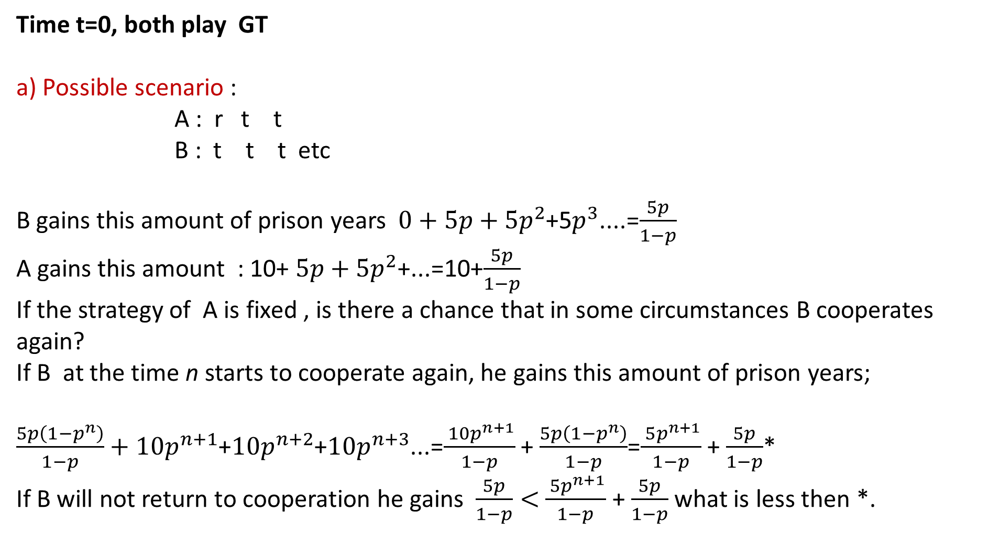 Time t=0, both play GT
a) Possible scenario :
A : r t t
B : t t t etc
B gains this amount of prison years $0 + 5p + 5p^2$+5$p^3$....=$\frac{5p}{1-p}$
A gains this amount : 10+ $5p + 5p^2$+...=10+$\frac{5p}{1-p}$
If the strategy of A is fixed , is there a chance that in some circumstances B cooperates
again?
If B at the time n starts to cooperate again, he gains this amount of prison years;
$\frac{5p(1-p^n)}{1-p} + 10p^{n+1}$+$10p^{n+2}$+$10p^{n+3}$...=$\frac{10p^{n+1}}{1-p} + \frac{5p(1-p^n)}{1-p}$=$\frac{5p^{n+1}}{1-p} + \frac{5p}{1-p}$*
If B will not return to cooperation he gains $\frac{5p}{1-p} < \frac{5p^{n+1}}{1-p} + \frac{5p}{1-p}$ what is less then *.